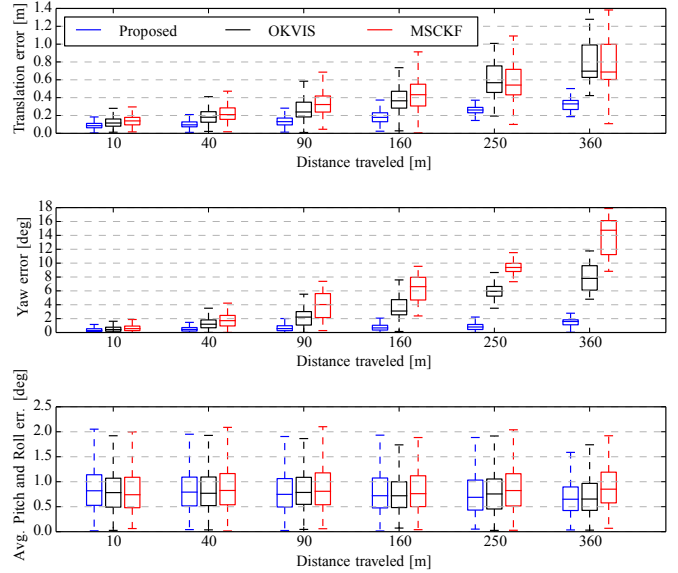 Translation error [m]
1.4
1.2
1.0
0.8
0.6
0.4
0.2
0.0
Proposed OKVIS MSCKF
10 40 90 160 250 360
Distance traveled [m]
Yaw error [deg]
18
16
14
12
10
8
6
4
2
0
10 40 90 160 250 360
Distance traveled [m]
Avg. Pitch and Roll err. [deg]
2.5
2.0
1.5
1.0
0.5
0.0
10 40 90 160 250 360
Distance traveled [m]